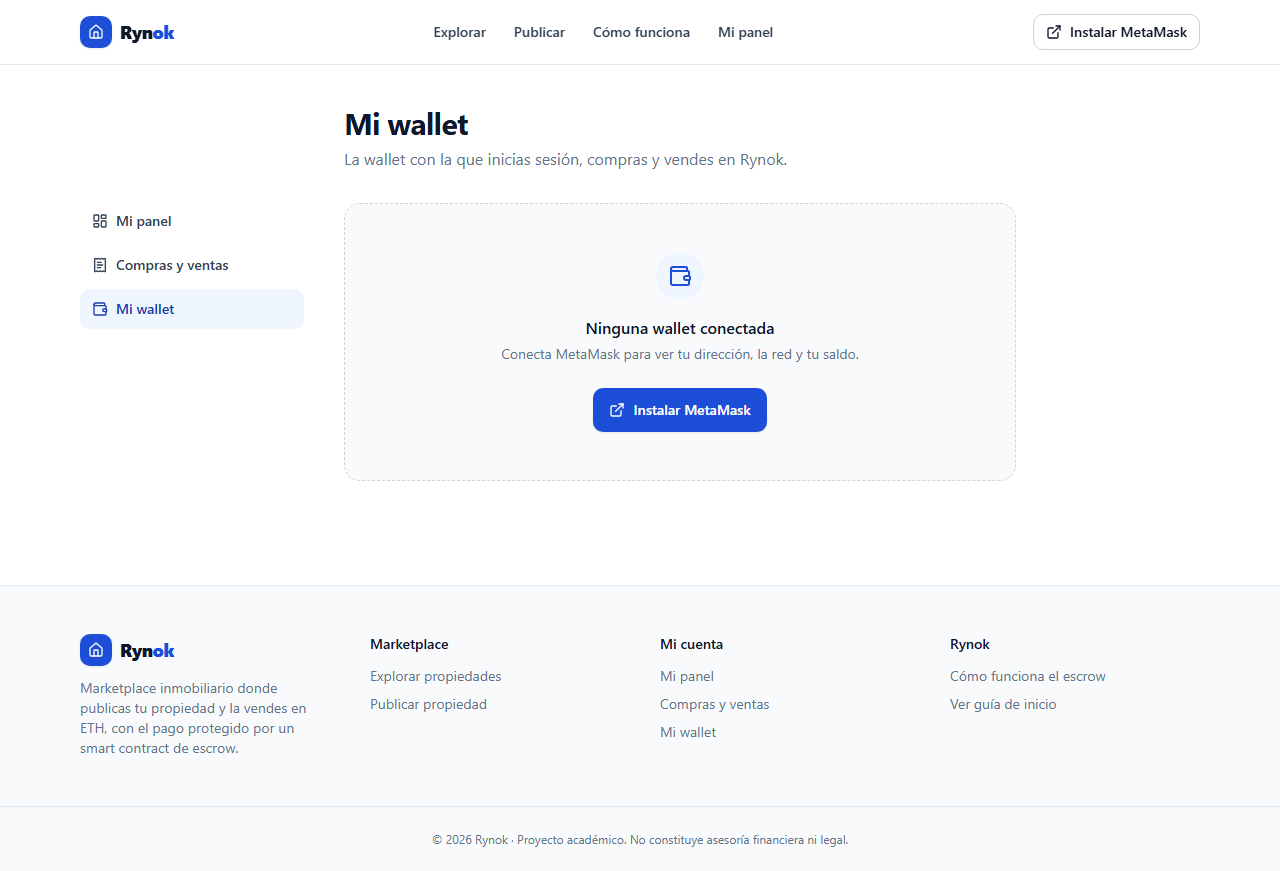 Rynok
Explorar
Publicar
Cómo funciona
Mi panel
Instalar MetaMask
Mi wallet
La wallet con la que inicias sesión, compras y vendes en Rynok.
Mi panel
Compras y ventas
Mi wallet
Ninguna wallet conectada
Conecta MetaMask para ver tu dirección, la red y tu saldo.
Instalar MetaMask
Rynok
Marketplace inmobiliario donde
publicas tu propiedad y la vendes en
ETH, con el pago protegido por un
smart contract de escrow.
Marketplace
Explorar propiedades
Publicar propiedad
Mi cuenta
Mi panel
Compras y ventas
Mi wallet
Rynok
Cómo funciona el escrow
Ver guía de inicio
© 2026 Rynok · Proyecto académico. No constituye asesoría financiera ni legal.